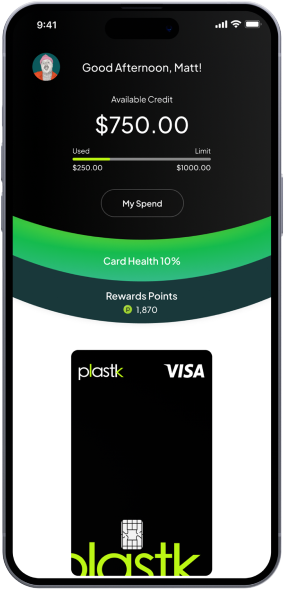 9:41
Good Afternoon, Matt!
Available Credit
$750.00
Used Limit
$250.00 $1000.00
My Spend
Card Health 10%
Rewards Points
P 1,870
plastk VISA
plastk